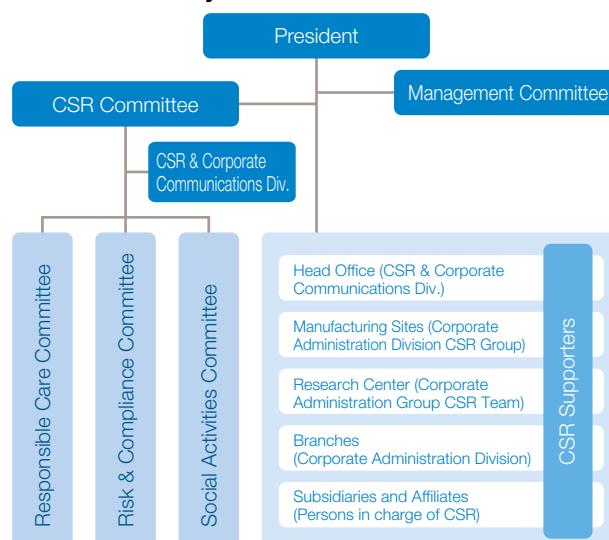 President
CSR Committee
Management Committee
CSR & Corporate
Communications Div.
Responsible Care Committee
Risk & Compliance Committee
Social Activities Committee
Head Office (CSR & Corporate
Communications Div.)
Manufacturing Sites (Corporate
Administration Division CSR Group)
Research Center (Corporate
Administration Group CSR Team)
Branches
(Corporate Administration Division)
Subsidiaries and Affiliates
(Persons in charge of CSR)
CSR Supporters